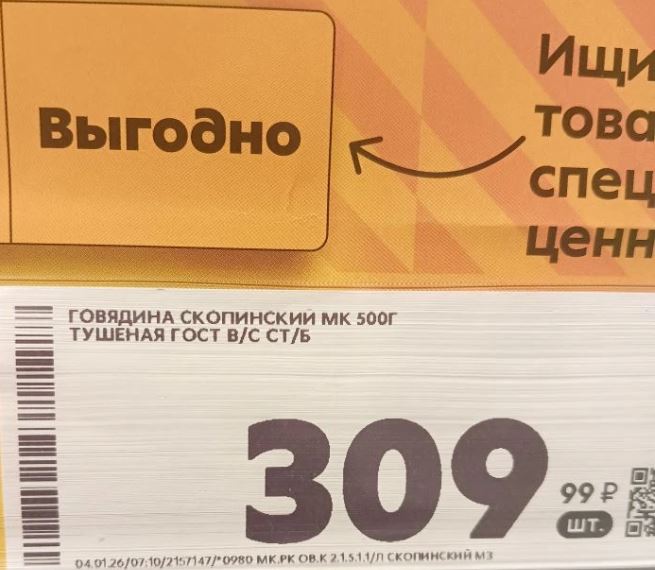 Выгодно
Ищи
това
спец
ценн
ГОВЯДИНА СКОПИНСКИЙ МК 500Г
ТУШЕНАЯ ГОСТ В/С СТ/Б
309
99 ₽
ШТ.
04.01.26/07:10/2157147/*0980 МК.РК ОВ.К 2.1.5.1.1/Л СКОПИНСКИЙ МЗ